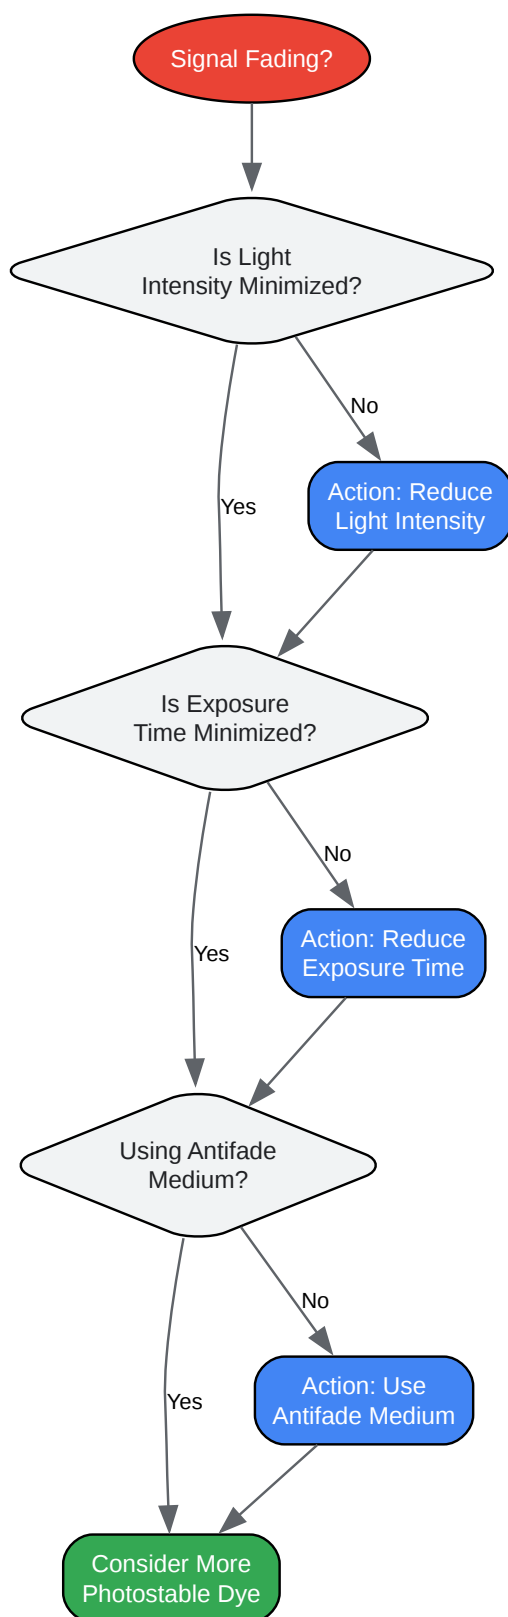 Signal Fading?
Is Light
Intensity Minimized?
No
Action: Reduce
Light Intensity
Yes
Is Exposure
Time Minimized?
No
Action: Reduce
Exposure Time
Yes
Using Antifade
Medium?
No
Action: Use
Antifade Medium
Yes
Consider More
Photostable Dye